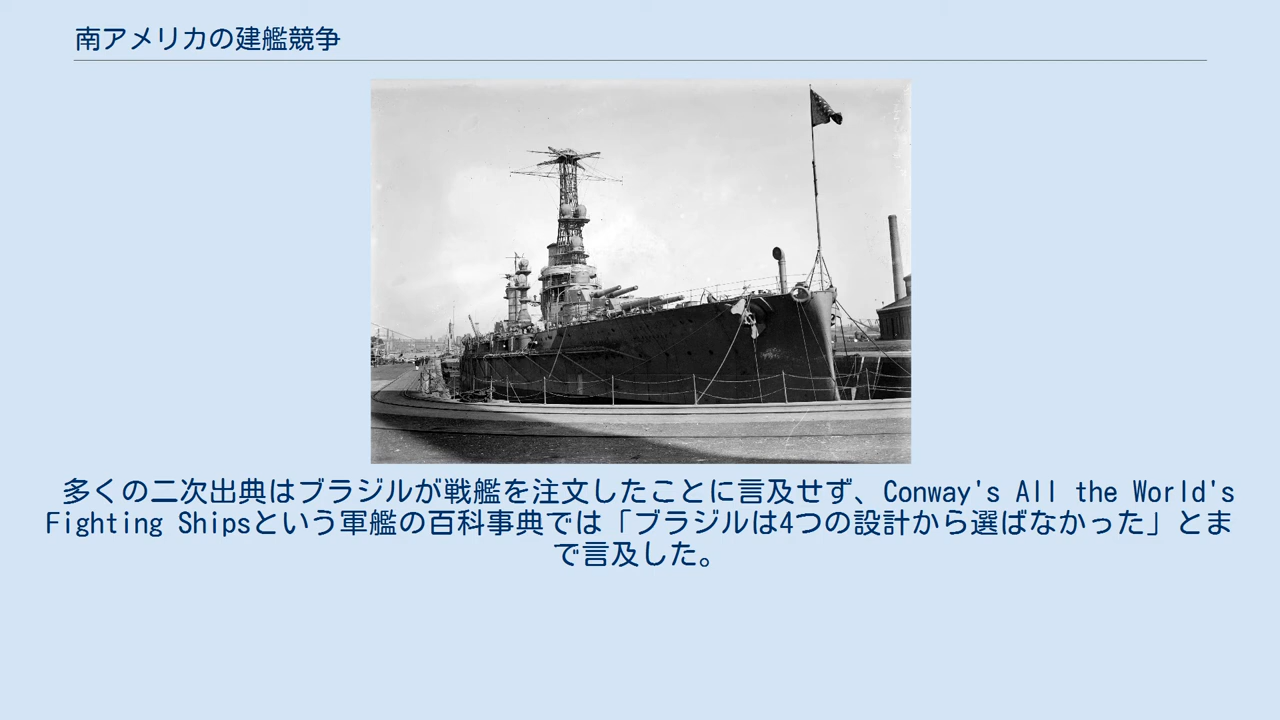 南アメリカの建艦競争
多くの二次出典はブラジルが戦艦を注文したことに言及せず、Conway's All the World's
Fighting Shipsという軍艦の百科事典では「ブラジルは4つの設計から選ばなかった」とま
で言及した。